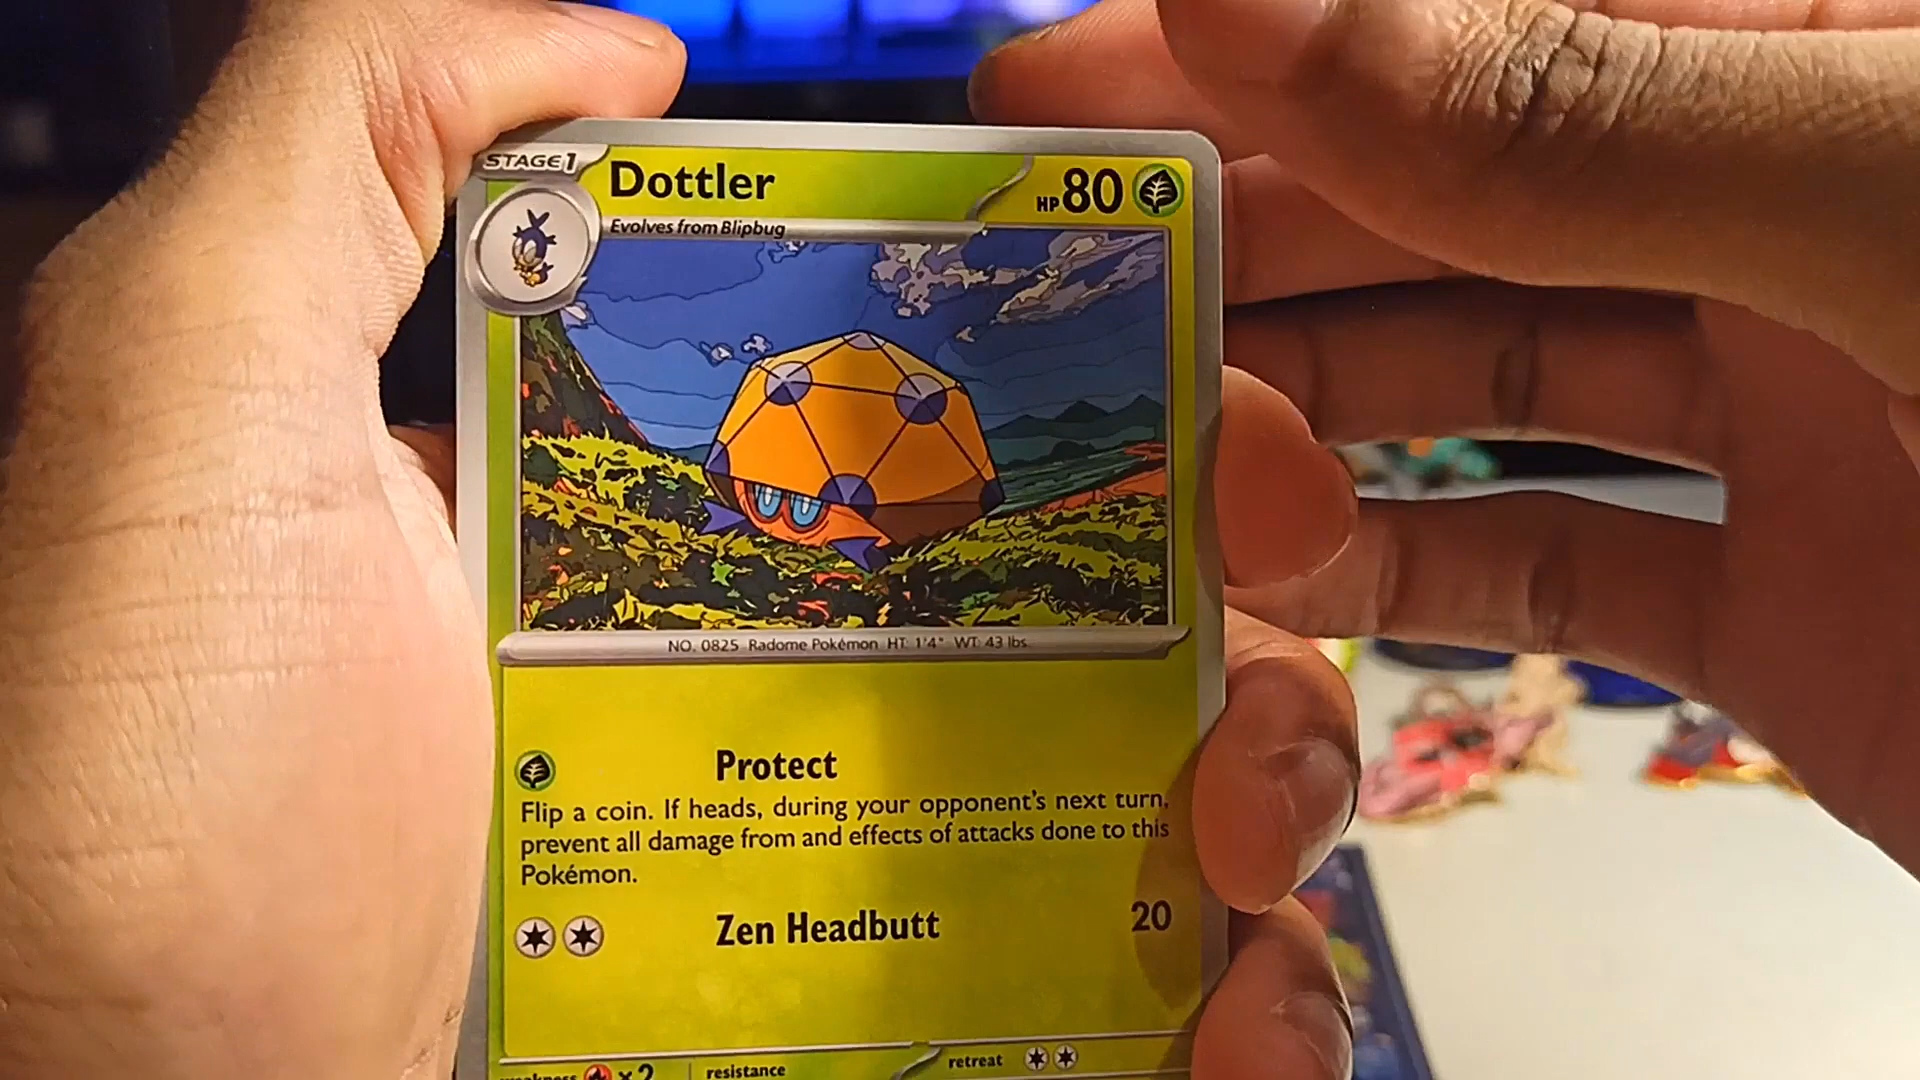 STAGE1
Dottler
HP 80
Evolves from Blipbug
NO. 0825 Radome Pokémon HT: 1'4" WT: 43 lbs.
Protect
Flip a coin. If heads, during your opponent's next turn,
prevent all damage from and effects of attacks done to this
Pokémon.
Zen Headbutt 20
weakness ×2 resistance retreat